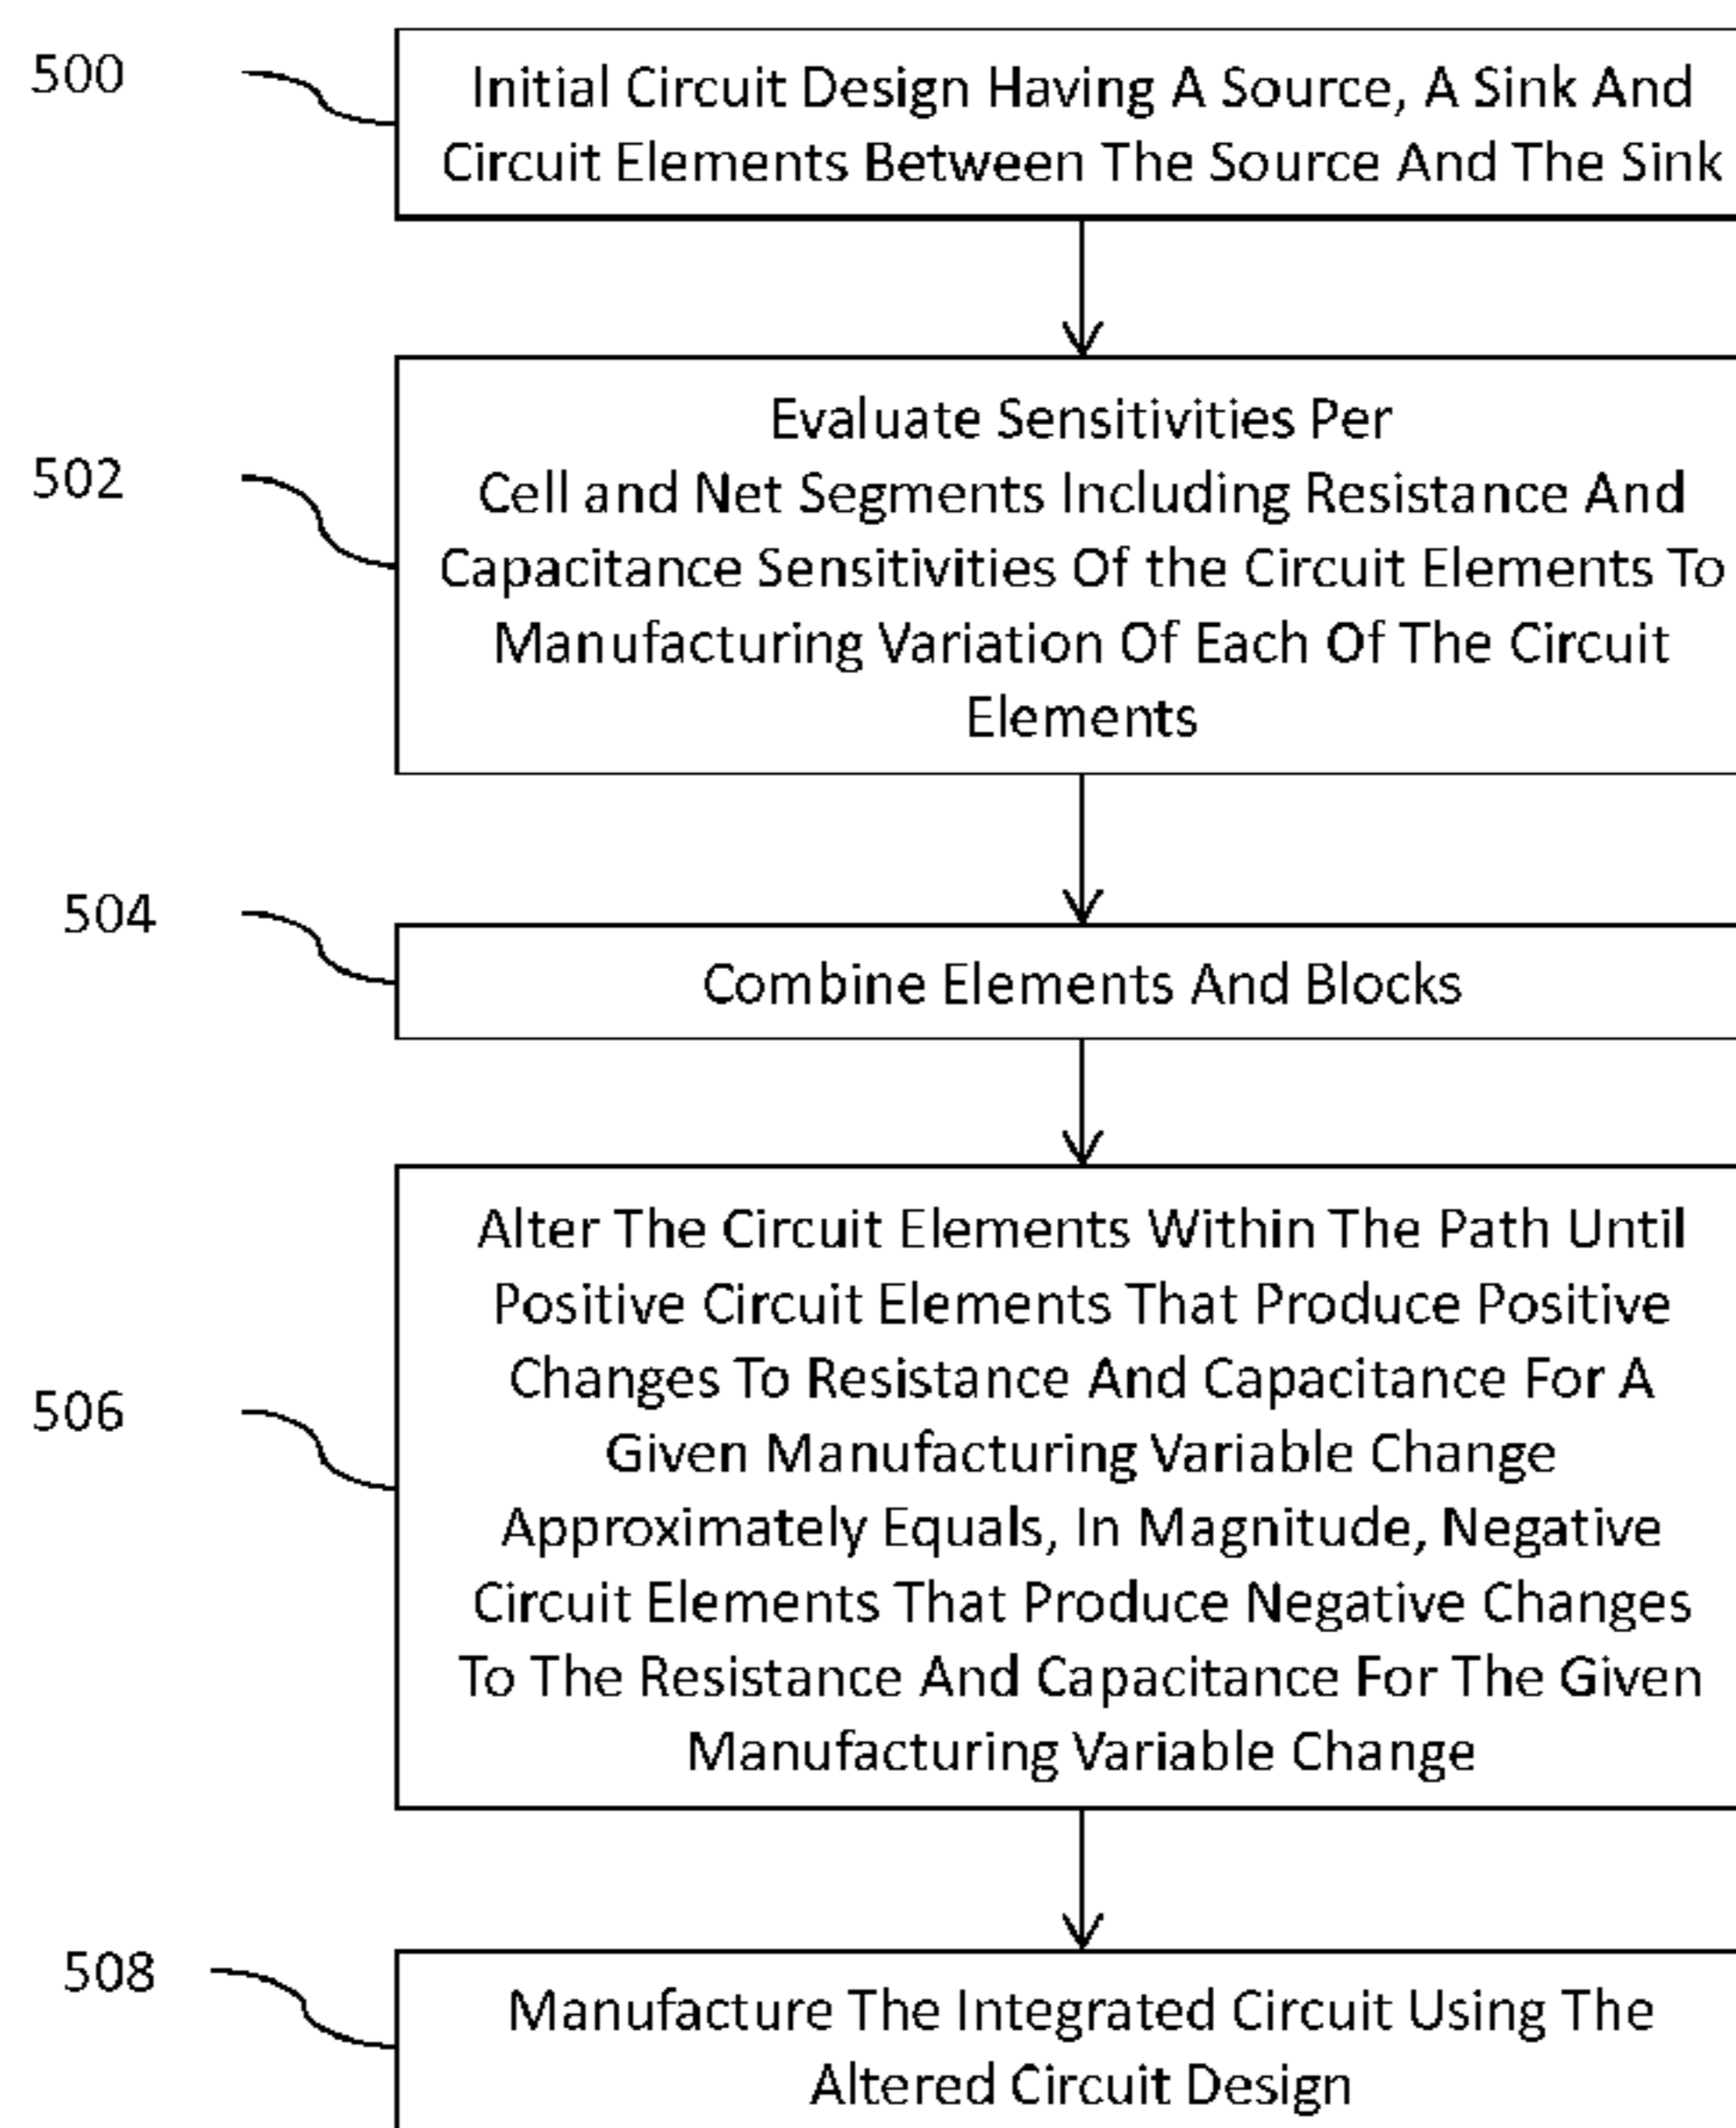 500
Initial Circuit Design Having A Source, A Sink And
Circuit Elements Between The Source And The Sink
502
Evaluate Sensitivities Per
Cell and Net Segments Including Resistance And
Capacitance Sensitivities Of the Circuit Elements To
Manufacturing Variation Of Each Of The Circuit
Elements
504
Combine Elements And Blocks
506
Alter The Circuit Elements Within The Path Until
Positive Circuit Elements That Produce Positive
Changes To Resistance And Capacitance For A
Given Manufacturing Variable Change
Approximately Equals, In Magnitude, Negative
Circuit Elements That Produce Negative Changes
To The Resistance And Capacitance For The Given
Manufacturing Variable Change
508
Manufacture The Integrated Circuit Using The
Altered Circuit Design